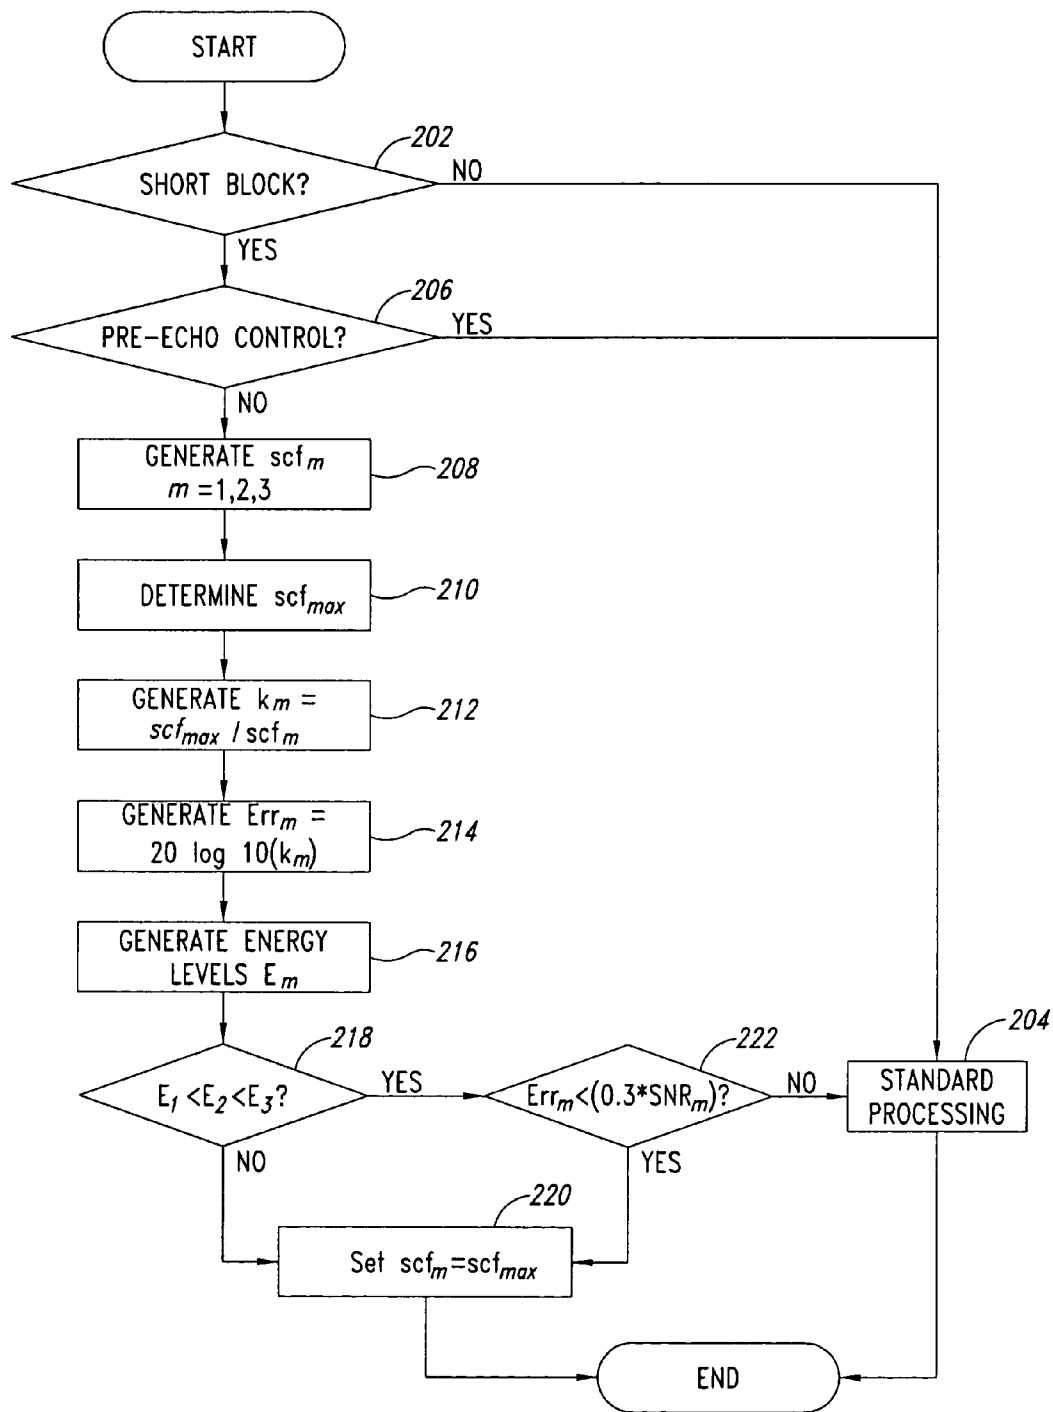 START
202
SHORT BLOCK?
NO
YES
206
PRE-ECHO CONTROL?
YES
NO
GENERATE scfm
m =1,2,3
208
DETERMINE scfmax
210
GENERATE km =
scfmax / scfm
212
GENERATE Errm =
20 log 10(km)
214
GENERATE ENERGY
LEVELS Em
216
218
E1 <E2 <E3?
YES
NO
222
Errm<(0.3*SNRm)?
NO
YES
204
STANDARD
PROCESSING
220
Set scfm=scfmax
END